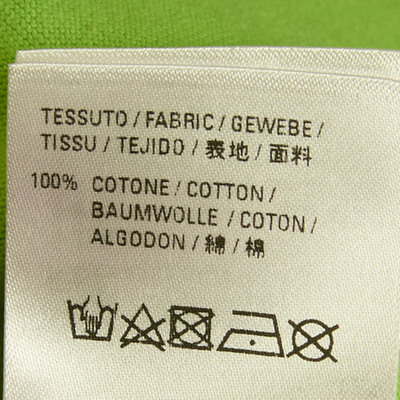 TESSUTO / FABRIC / GEWEBE /
TISSU / TEJIDO / 表地 / 面料
100% COTONE / COTTON /
BAUMWOLLE / COTON /
ALGODON / 綿 / 棉